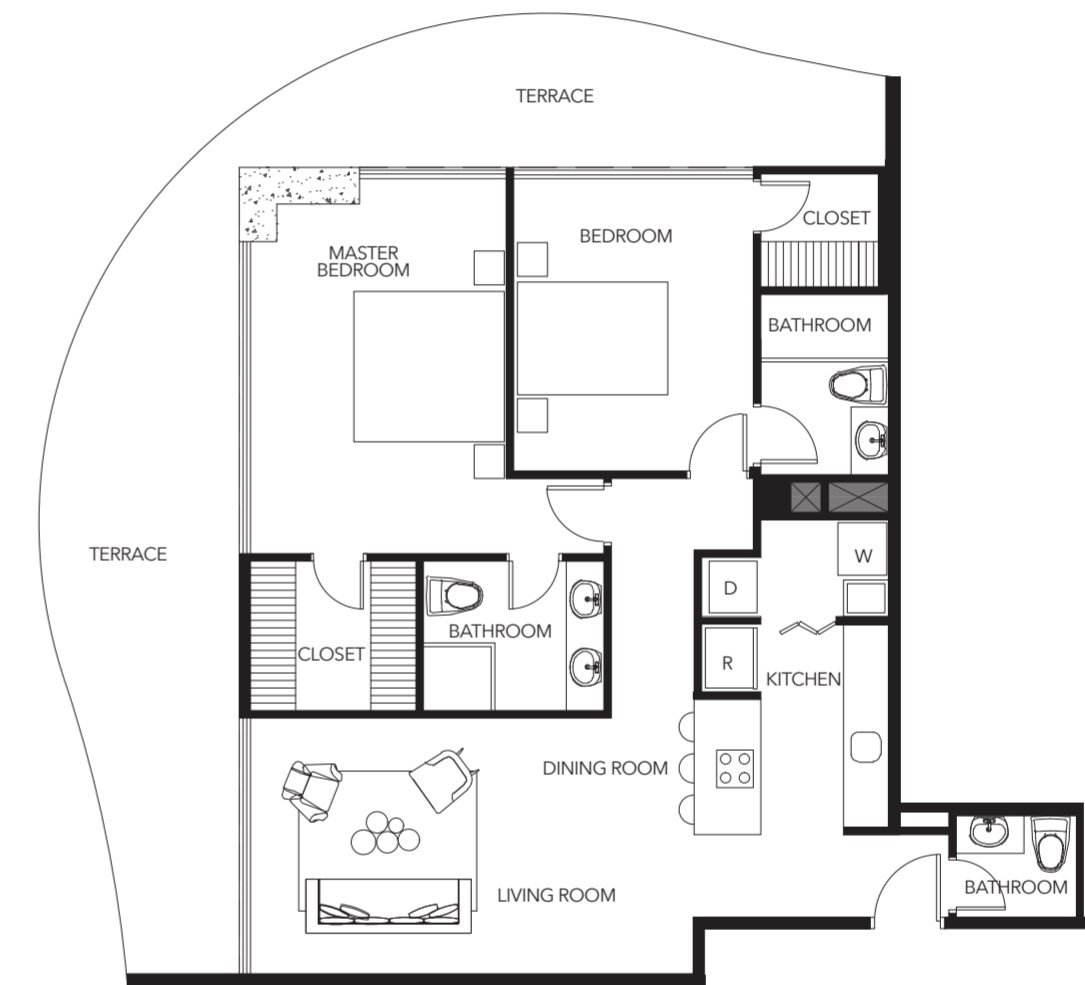 TERRACE
CLOSET
BEDROOM
MASTER
BEDROOM
BATHROOM
TERRACE
W
D
BATHROOM
CLOSET
R
KITCHEN
DINING ROOM
BATHROOM
LIVING ROOM